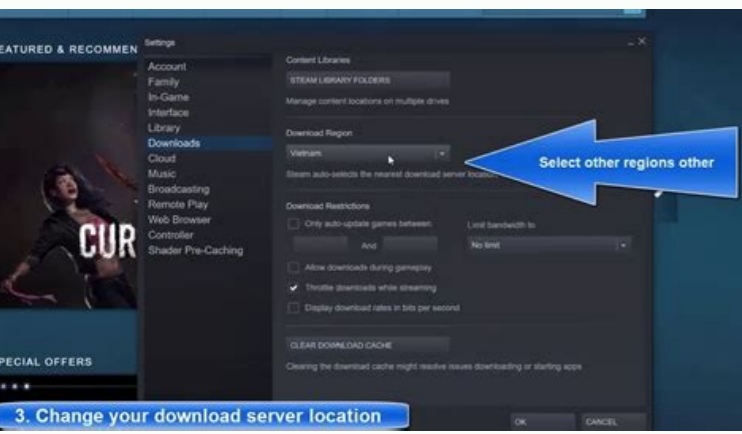 EATURED & RECOMMEN
Settings
Account
Family
In-Game
Interface
Library
Downloads
Cloud
Music
Broadcasting
Remote Play
Web Browser
Controller
Shader Pre-Caching
Content Libraries
STEAM LIBRARY FOLDERS
Manage content locations on multiple drives
Download Region
Vietnam
Steam auto-selects the nearest download server location
Download Restrictions
Only auto-update games between:
And
Limit bandwidth to
No limit
Allow downloads during gameplay
Throttle downloads while streaming
Display download rates in bits per second
CLEAR DOWNLOAD CACHE
Clearing the download cache might resolve issues downloading or starting apps
OK
CANCEL
Select other regions other
CUR
PECIAL OFFERS
3. Change your download server location